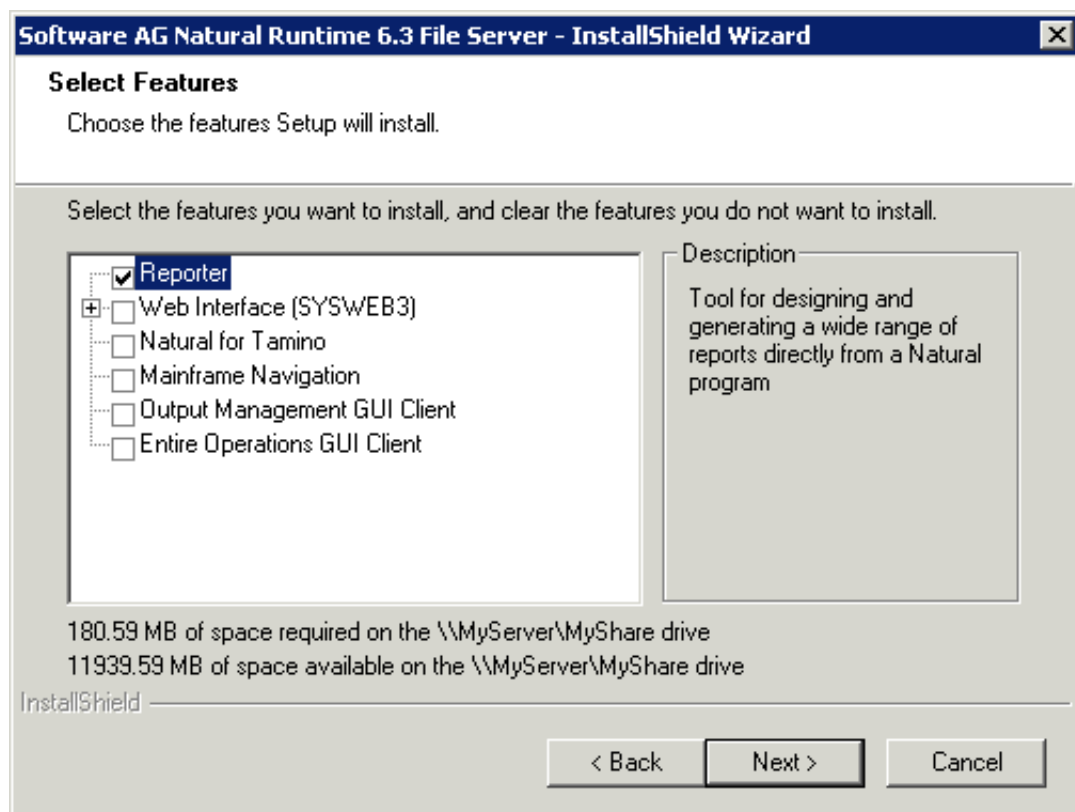 Software AG Natural Runtime 6.3 File Server - InstallShield Wizard
Select Features
Choose the features Setup will install.
Select the features you want to install, and clear the features you do not want to install.
Reporter
Web Interface (SYSWEB3)
Natural for Tamino
Mainframe Navigation
Output Management GUI Client
Entire Operations GUI Client
Description
Tool for designing and
generating a wide range of
reports directly from a Natural
program
180.59 MB of space required on the \\MyServer\MyShare drive
11939.59 MB of space available on the \\MyServer\MyShare drive
InstallShield
< Back
Next >
Cancel